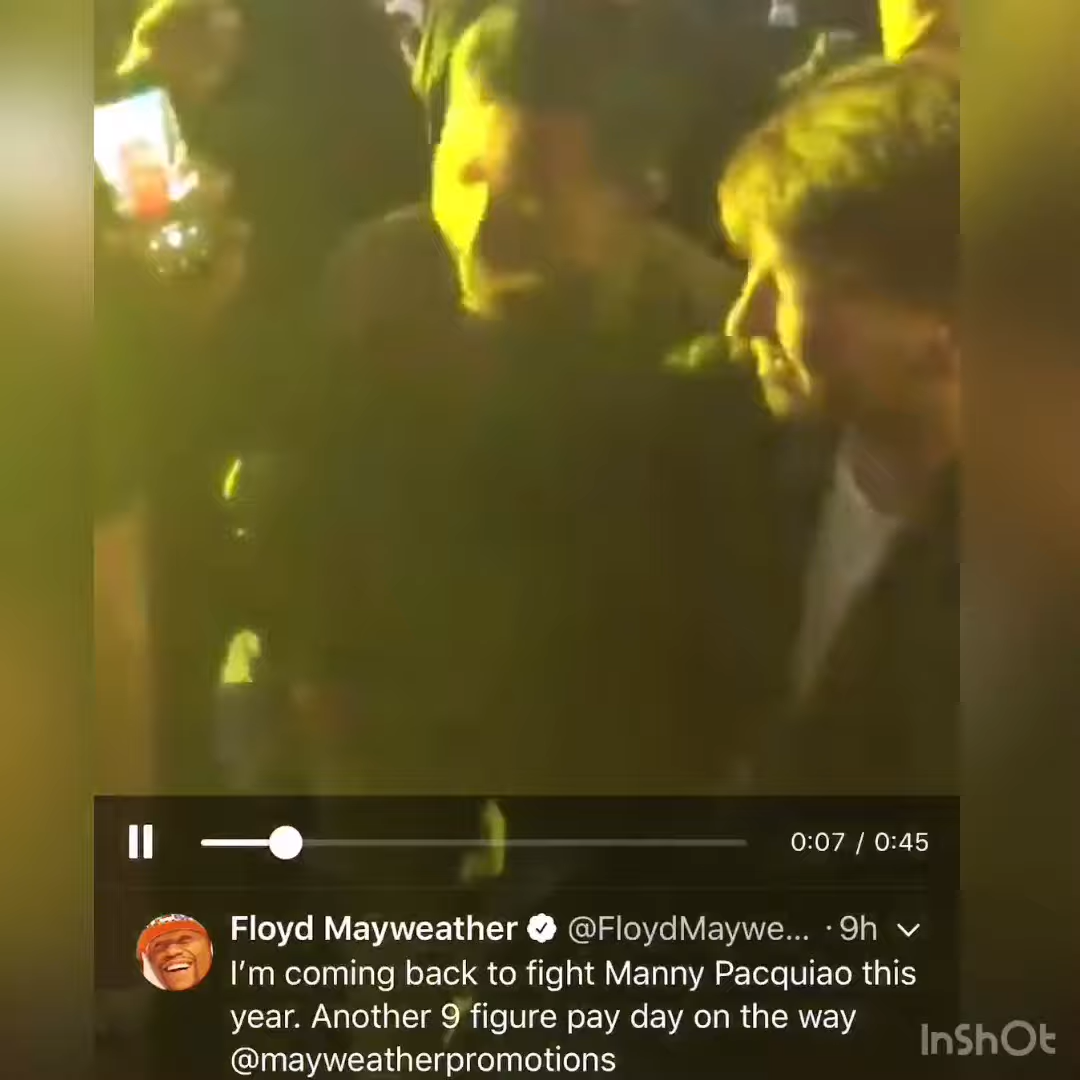 0:07 / 0:45
Floyd Mayweather @FloydMaywe... · 9h
I'm coming back to fight Manny Pacquiao this
year. Another 9 figure pay day on the way
@mayweatherpromotions
InShOt